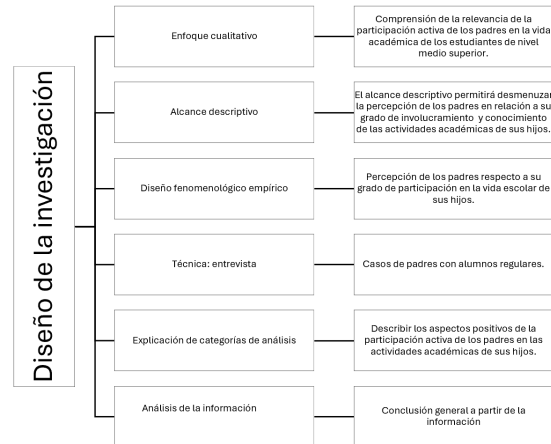 Diseño de la investigación
Enfoque cualitativo
Comprensión de la relevancia de la
participación activa de los padres en la vida
académica de los estudiantes de nivel
medio superior.
Alcance descriptivo
El alcance descriptivo permitirá desmenuzar
la percepción de los padres en relación a su
grado de involucramiento y conocimiento
de las actividades académicas de sus hijos.
Diseño fenomenológico empírico
Percepción de los padres respecto a su
grado de participación en la vida escolar de
sus hijos.
Técnica: entrevista
Casos de padres con alumnos regulares.
Explicación de categorías de análisis
Describir los aspectos positivos de la
participación activa de los padres en las
actividades académicas de sus hijos.
Análisis de la información
Conclusión general a partir de la
información